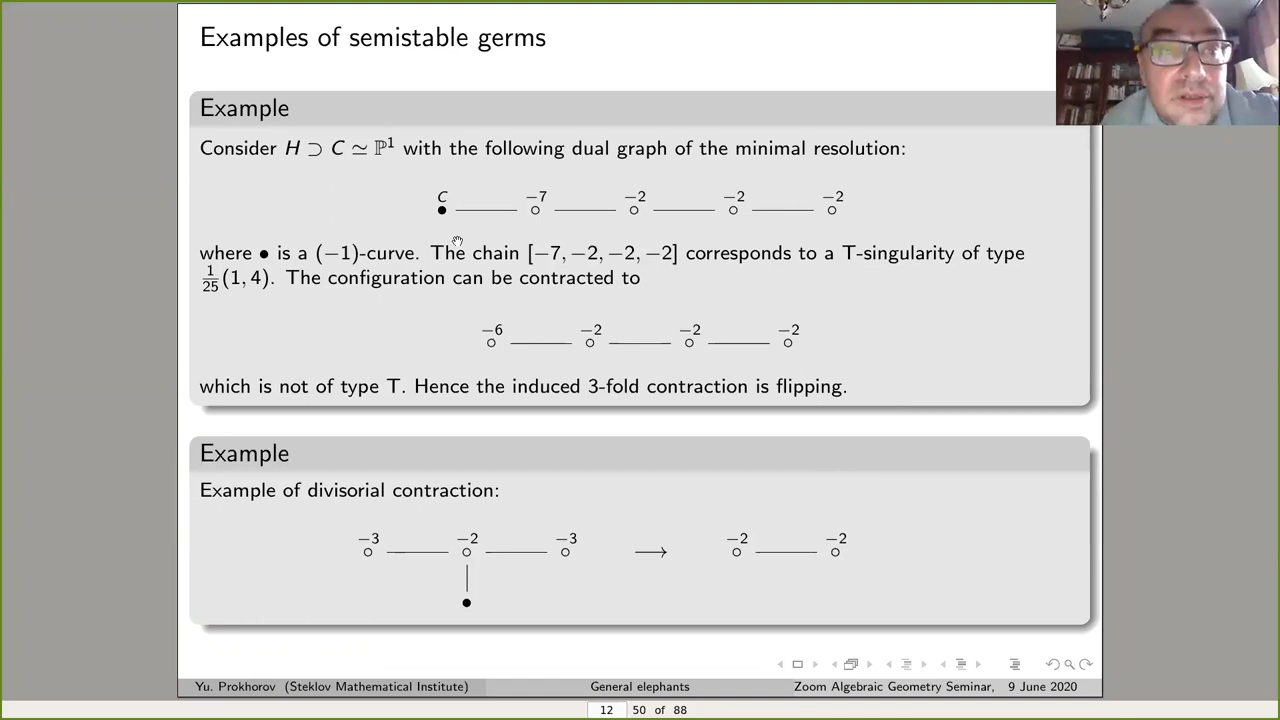 Examples of semistable germs
Example
Consider H ⊃ C ≃ ℙ¹ with the following dual graph of the minimal resolution:
C −7 −2 −2 −2
where • is a (−1)-curve. The chain [−7, −2, −2, −2] corresponds to a T-singularity of type
1/25(1, 4). The configuration can be contracted to
−6 −2 −2 −2
which is not of type T. Hence the induced 3-fold contraction is flipping.
Example
Example of divisorial contraction:
−3 −2 −3 ⟶ −2 −2
Yu. Prokhorov (Steklov Mathematical Institute) General elephants Zoom Algebraic Geometry Seminar, 9 June 2020
12 50 of 88